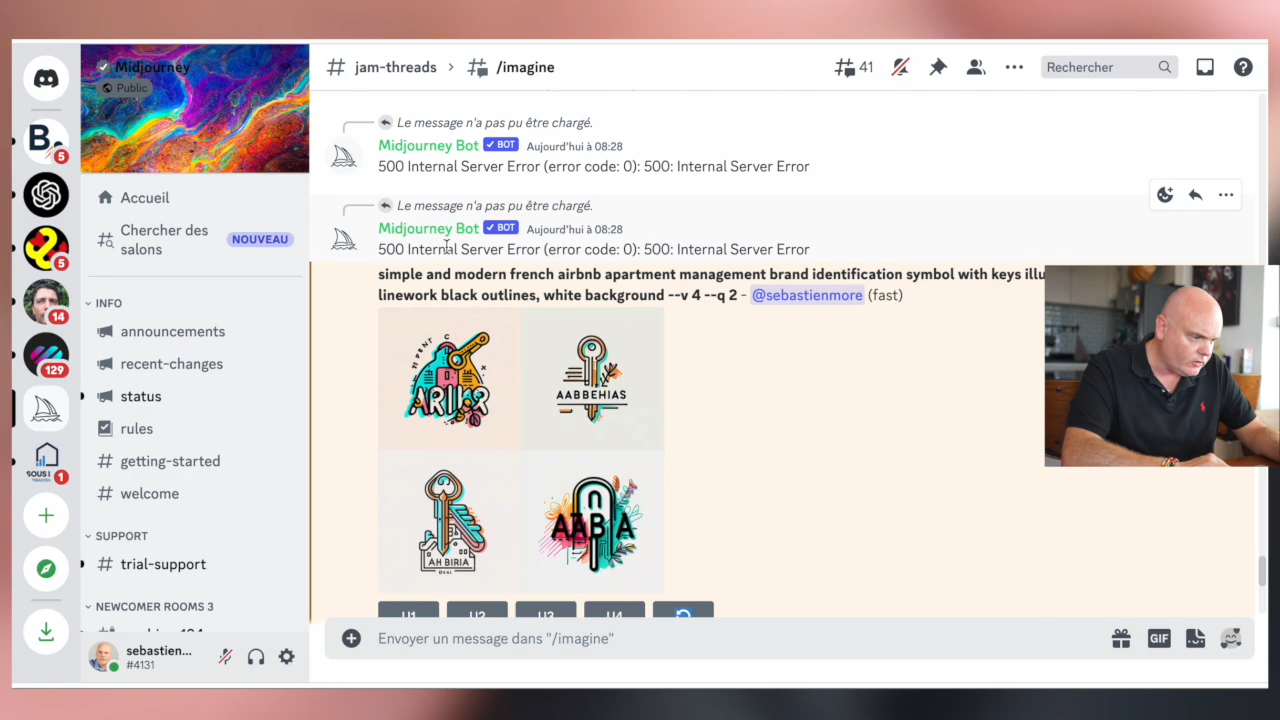 Midjourney
Public
# jam-threads > /imagine
41
Rechercher
Le message n'a pas pu être chargé.
Midjourney Bot BOT Aujourd'hui à 08:28
500 Internal Server Error (error code: 0): 500: Internal Server Error
Le message n'a pas pu être chargé.
Midjourney Bot BOT Aujourd'hui à 08:28
500 Internal Server Error (error code: 0): 500: Internal Server Error
simple and modern french airbnb apartment management brand identification symbol with keys illu
linework black outlines, white background --v 4 --q 2 - @sebastienmore (fast)
ARIKR
AABBEHIAS
AH BIRIA
AABA
U1 U2 U3 U4
Envoyer un message dans "/imagine"
GIF
B.
5
5
14
129
SOUS I
1
Accueil
Chercher des
salons
NOUVEAU
INFO
announcements
recent-changes
status
rules
# getting-started
# welcome
SUPPORT
# trial-support
NEWCOMER ROOMS 3
sebastien...
#4131